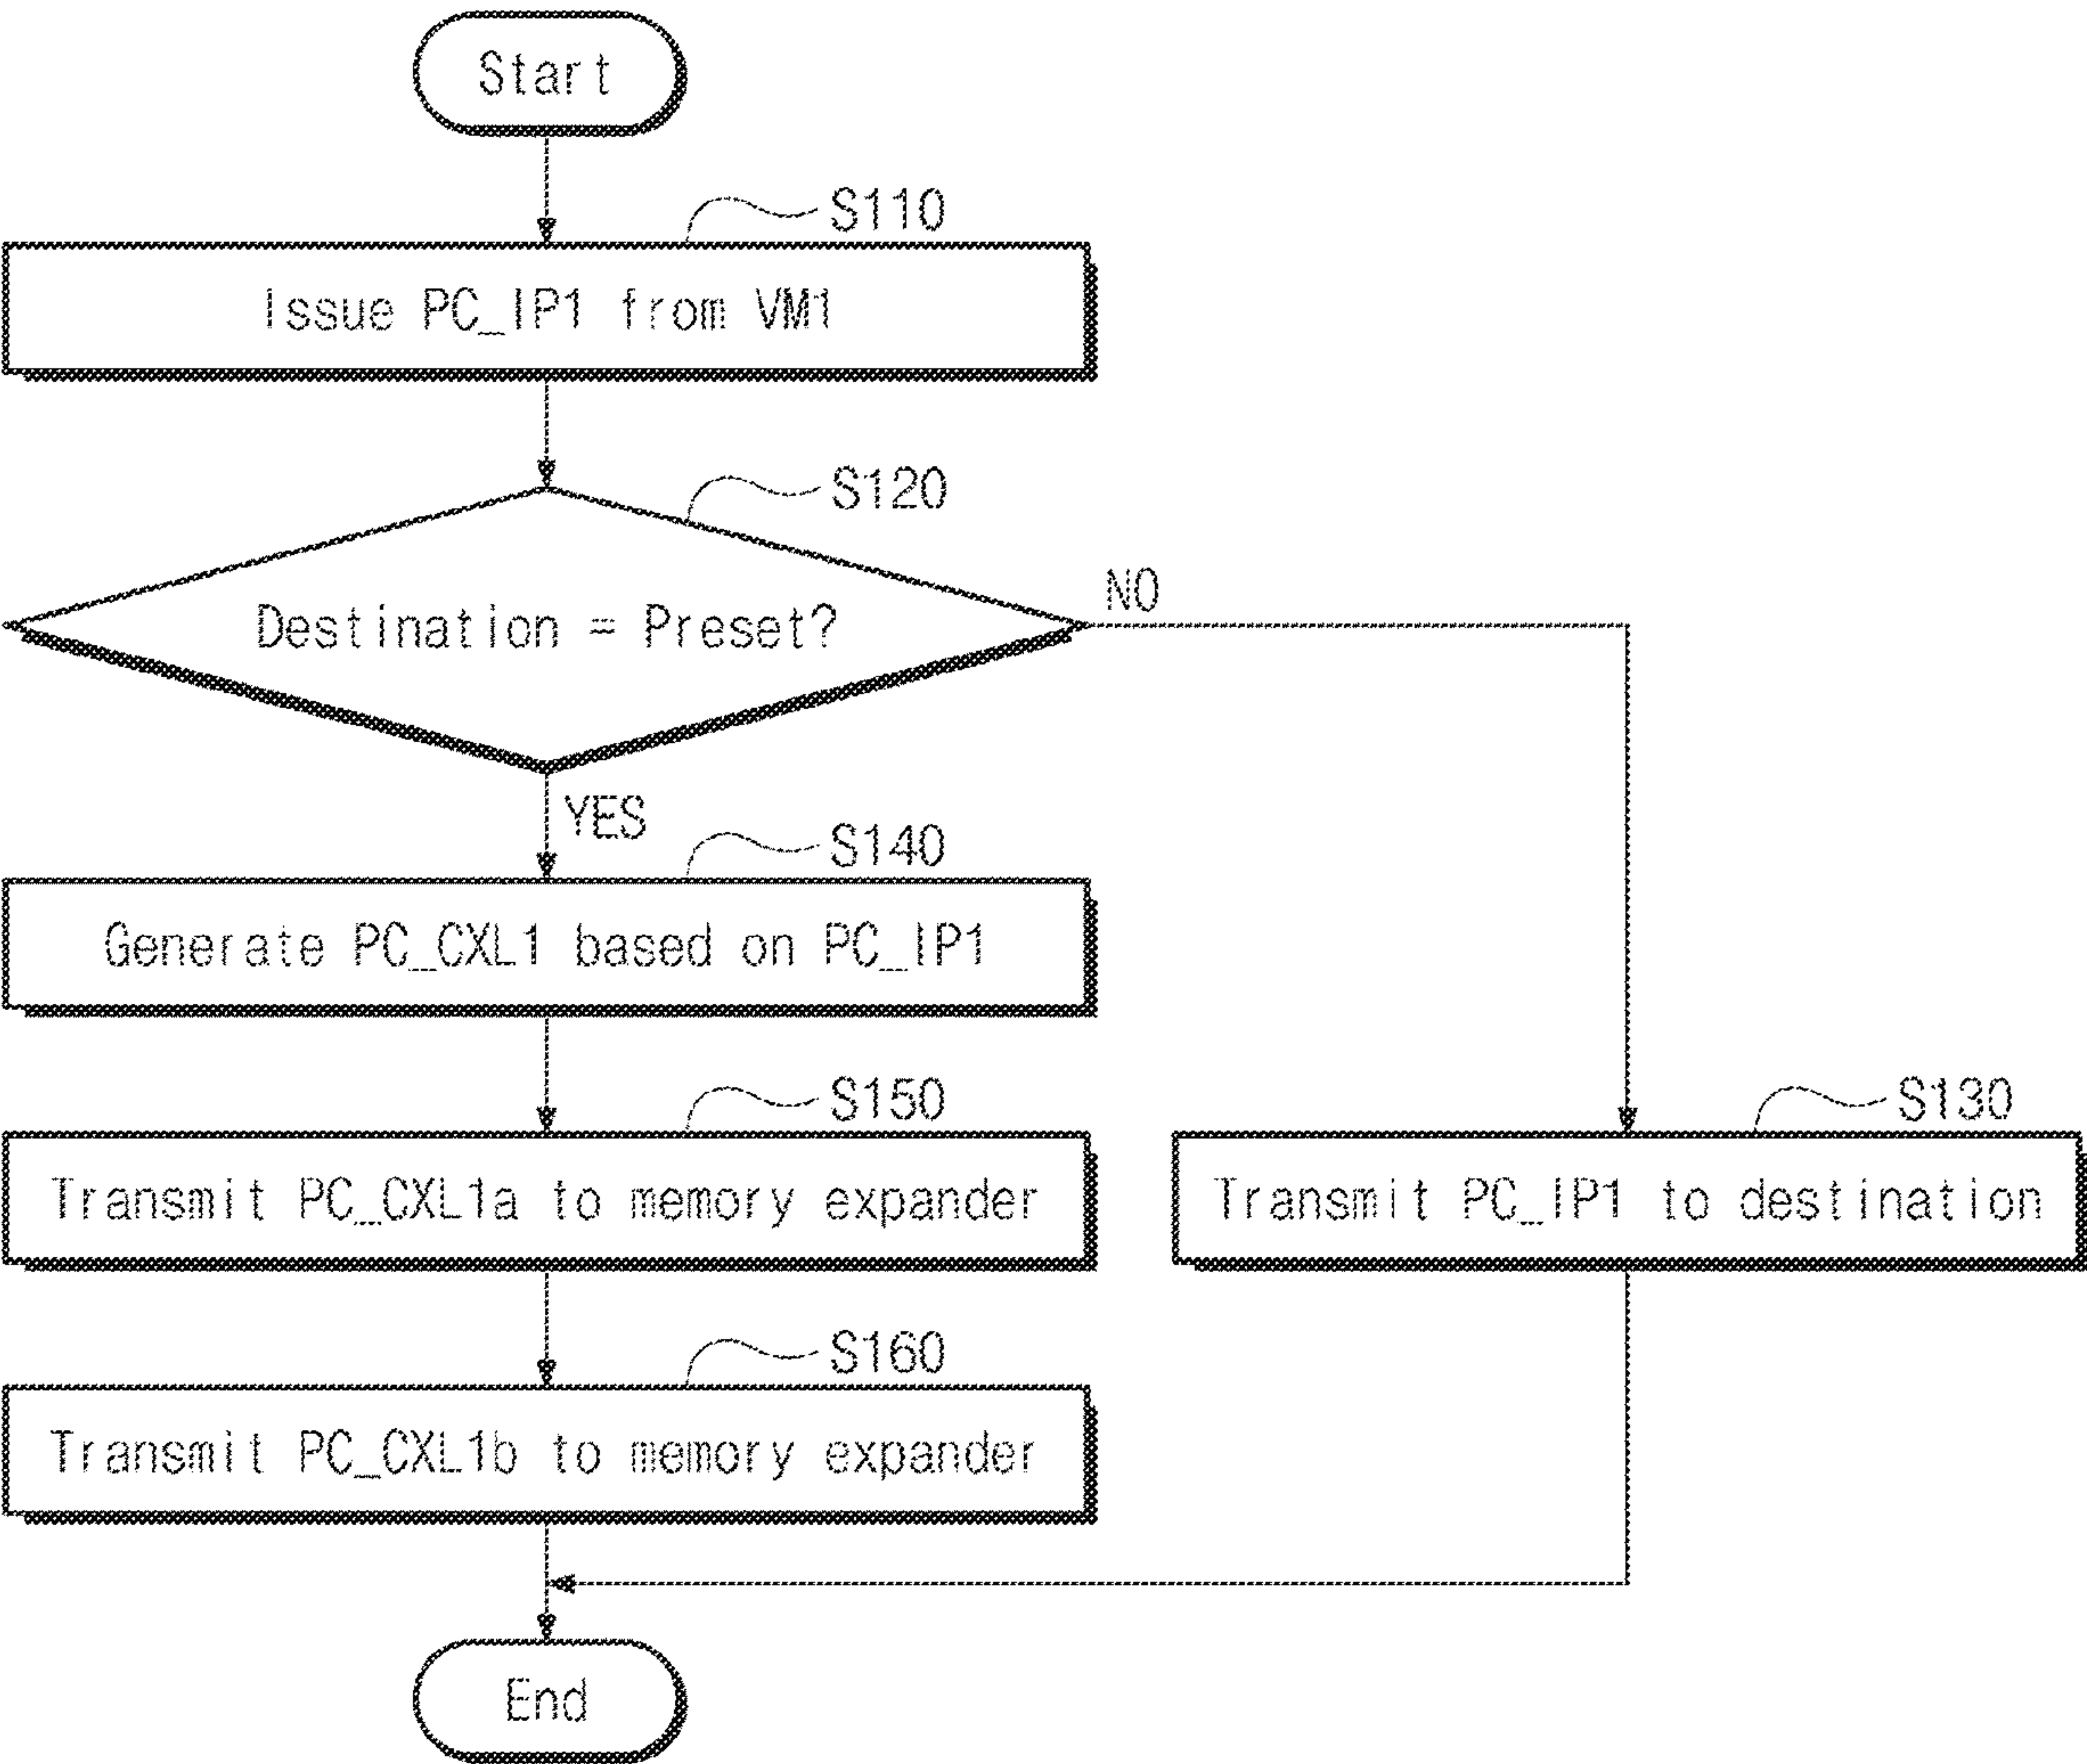 Start
S110
Issue PC_IP1 from VM1
S120
Destination = Preset?
NO
YES
S140
Generate PC_CXL1 based on PC_IP1
S150
Transmit PC_CXL1a to memory expander
S130
Transmit PC_IP1 to destination
S160
Transmit PC_CXL1b to memory expander
End